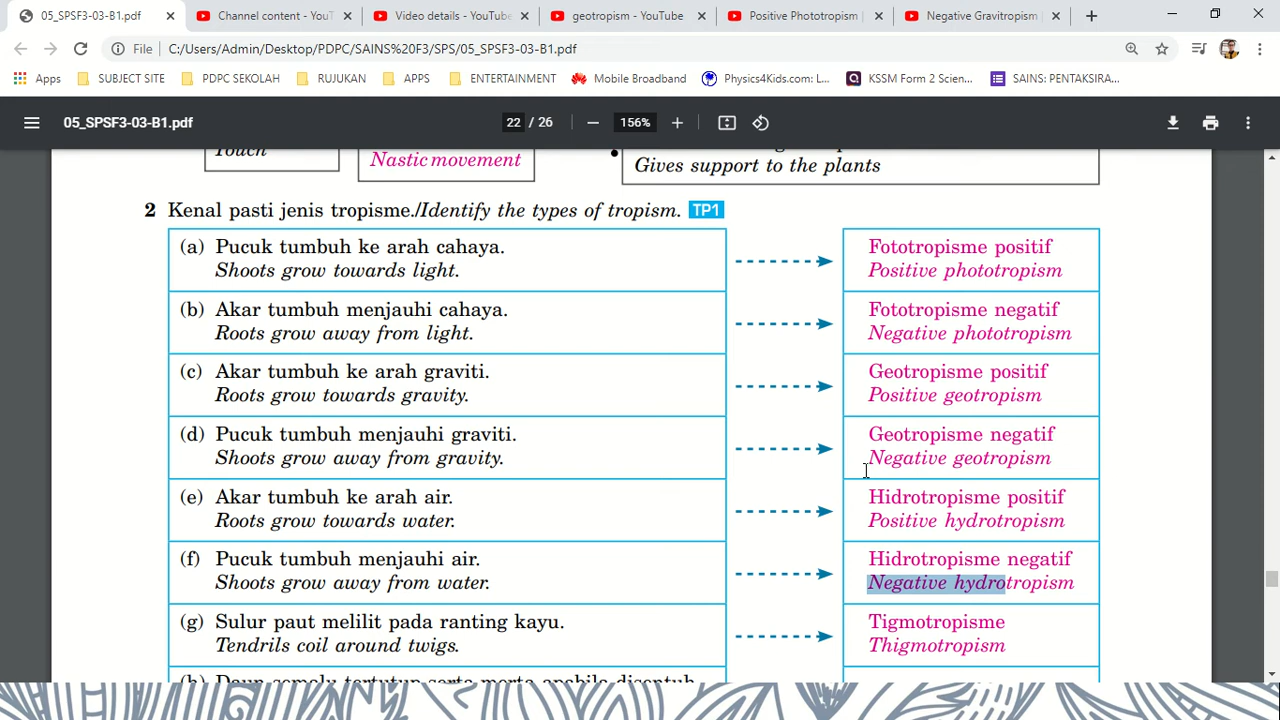 05_SPSF3-03-B1.pdf
Channel content - YouT
Video details - YouTube
geotropism - YouTube
Positive Phototropism
Negative Gravitropism
File
C:/Users/Admin/Desktop/PDPC/SAINS%20F3/SPS/05_SPSF3-03-B1.pdf
Apps
SUBJECT SITE
PDPC SEKOLAH
RUJUKAN
APPS
ENTERTAINMENT
Mobile Broadband
Physics4Kids.com: L...
KSSM Form 2 Scien...
SAINS: PENTAKSIRA...
05_SPSF3-03-B1.pdf
22 / 26
156%
Touch
Nastic movement
Gives support to the plants
2 Kenal pasti jenis tropisme./Identify the types of tropism. TP1
(a) Pucuk tumbuh ke arah cahaya.
Shoots grow towards light.
Fototropisme positif
Positive phototropism
(b) Akar tumbuh menjauhi cahaya.
Roots grow away from light.
Fototropisme negatif
Negative phototropism
(c) Akar tumbuh ke arah graviti.
Roots grow towards gravity.
Geotropisme positif
Positive geotropism
(d) Pucuk tumbuh menjauhi graviti.
Shoots grow away from gravity.
Geotropisme negatif
Negative geotropism
(e) Akar tumbuh ke arah air.
Roots grow towards water.
Hidrotropisme positif
Positive hydrotropism
(f) Pucuk tumbuh menjauhi air.
Shoots grow away from water.
Hidrotropisme negatif
Negative hydrotropism
(g) Sulur paut melilit pada ranting kayu.
Tendrils coil around twigs.
Tigmotropisme
Thigmotropism
(h) Daun semalu tertutup serta-merta apabila disentuh